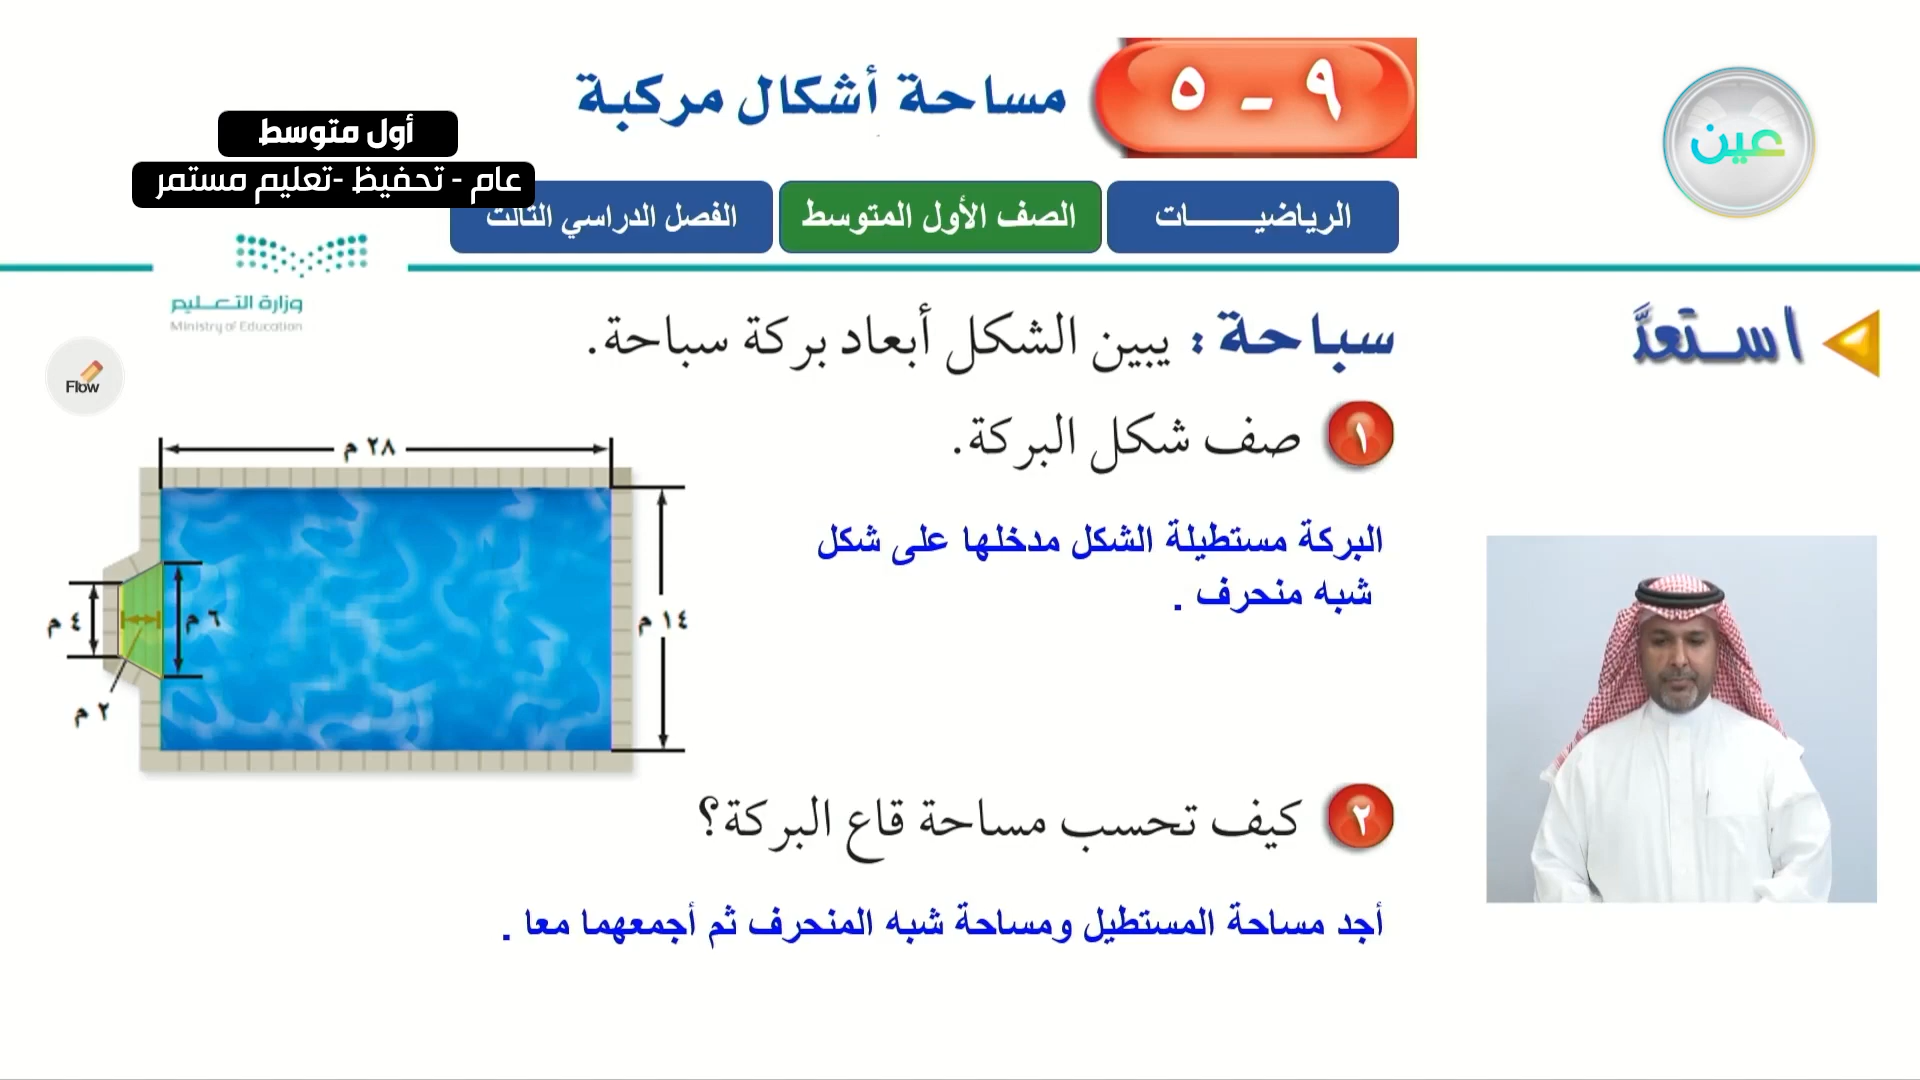 ٩ - ٥
مساحة أشكال مركبة
عين
أول متوسط
عام - تحفيظ -تعليم مستمر
الرياضيـــــــــات
الصف الأول المتوسط
الفصل الدراسي الثالث
وزارة التعـــليم
Ministry of Education
استعدَّ
سباحة: يبين الشكل أبعاد بركة سباحة.
Flow
١ صف شكل البركة.
٢٨ م
البركة مستطيلة الشكل مدخلها على شكل
شبه منحرف .
١٤ م
٦ م
٤ م
٢ م
٢ كيف تحسب مساحة قاع البركة؟
أجد مساحة المستطيل ومساحة شبه المنحرف ثم أجمعهما معا .